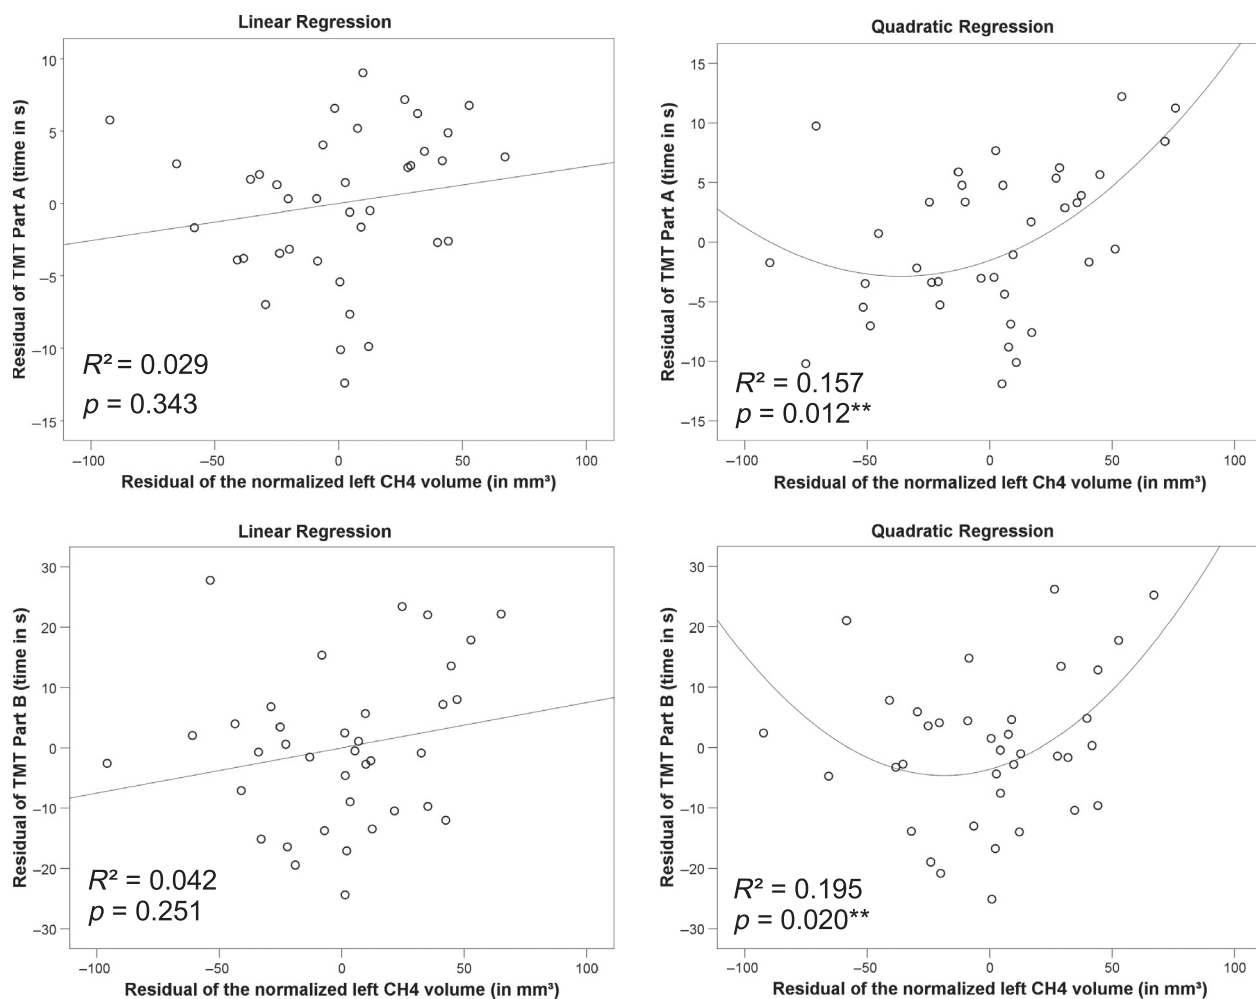 Linear Regression
Residual of TMT Part A (time in s)
10
5
0
–5
–10
–15
R² = 0.029
p = 0.343
–100 –50 0 50 100
Residual of the normalized left CH4 volume (in mm³)
Quadratic Regression
Residual of TMT Part A (time in s)
15
10
5
0
–5
–10
–15
R² = 0.157
p = 0.012**
–100 –50 0 50 100
Residual of the normalized left Ch4 volume (in mm³)
Linear Regression
Residual of TMT Part B (time in s)
30
20
10
0
–10
–20
–30
R² = 0.042
p = 0.251
–100 –50 0 50 100
Residual of the normalized left CH4 volume (in mm³)
Quadratic Regression
Residual of TMT Part B (time in s)
30
20
10
0
–10
–20
–30
R² = 0.195
p = 0.020**
–100 –50 0 50 100
Residual of the normalized left CH4 volume (in mm³)